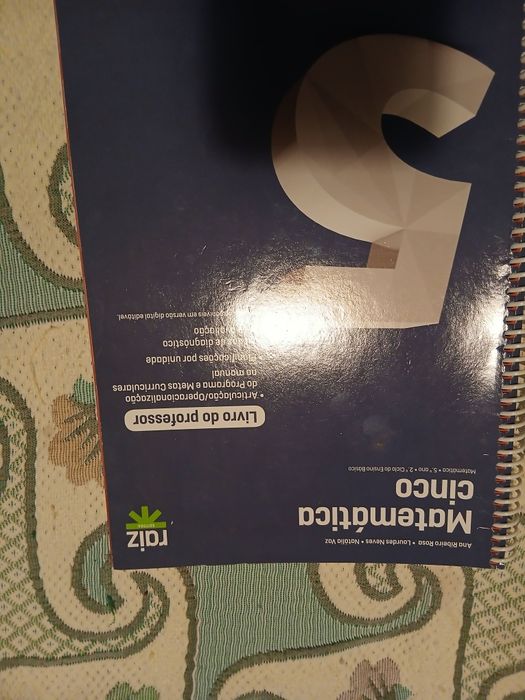 Ana Ribeiro Rosa • Lourdes Neves • Natália Vaz
Matemática
cinco
Matemática • 5.º ano • 2.º Ciclo do Ensino Básico
raiz
EDITORA
Livro do professor
• Articulação/Operacionalização
do Programa e Metas Curriculares
no manual
Planificações por unidade
de diagnóstico
em versão digital editável.
5